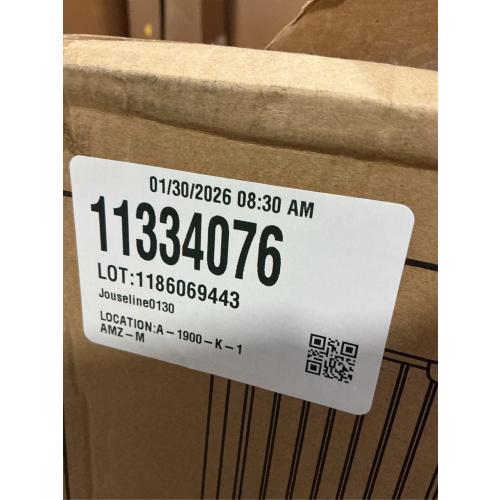 01/30/2026 08:30 AM
11334076
LOT:1186069443
Jouseline0130
LOCATION:A-1900-K-1
AMZ-M